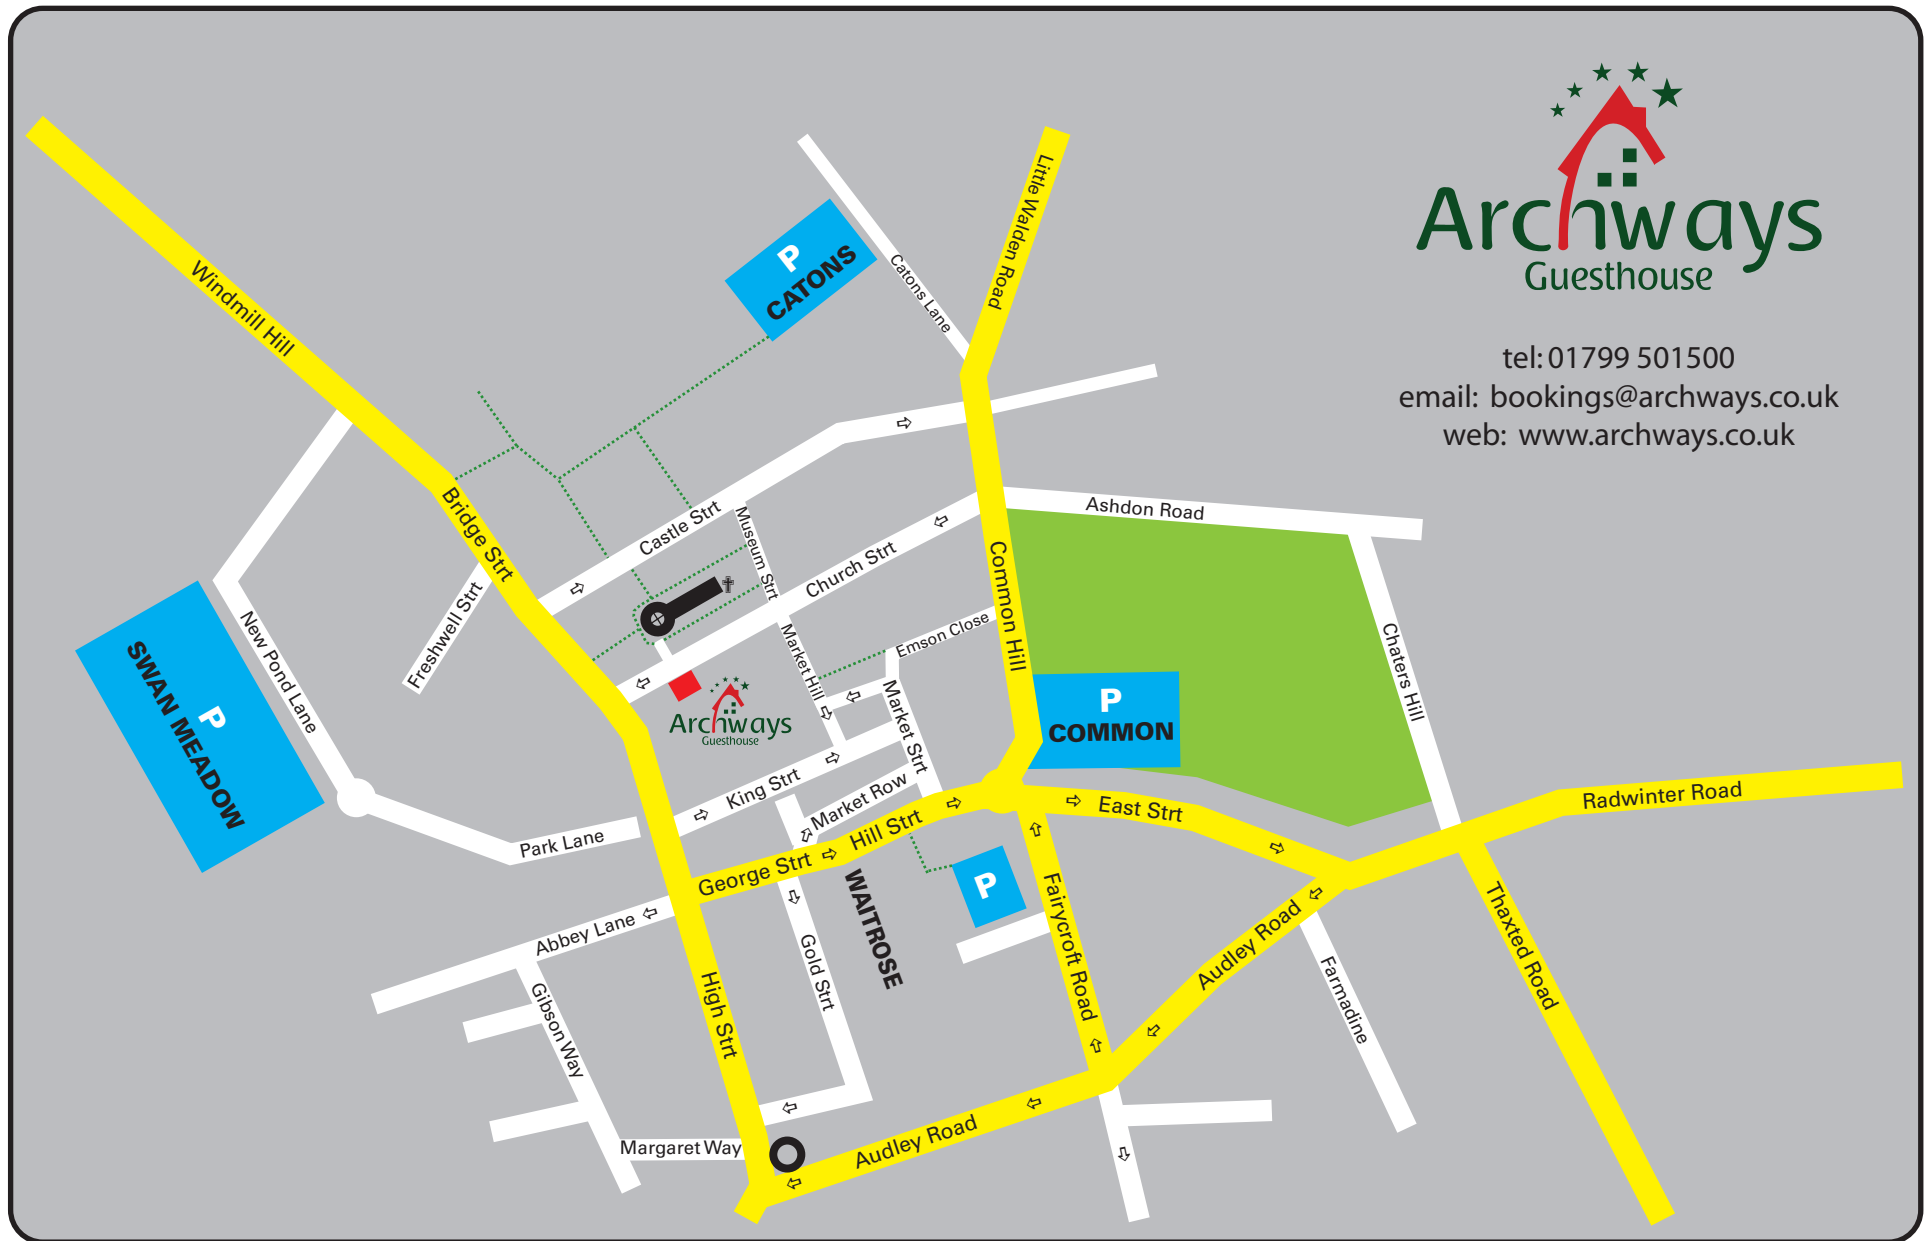 Archways
Guesthouse
tel: 01799 501500
email: bookings@archways.co.uk
web: www.archways.co.uk
Little Walden Road
Catons Lane
P
CATONS
Windmill Hill
Bridge Strt
Castle Strt
Museum Strt
Church Strt
Ashdon Road
Common Hill
Emson Close
Freshwell Strt
New Pond Lane
P
SWAN MEADOW
Market Hill
Market Strt
Archways
Guesthouse
P
COMMON
Chaters Hill
King Strt
Market Row
Park Lane
George Strt
Hill Strt
East Strt
Radwinter Road
P
WAITROSE
Abbey Lane
Gold Strt
Fairycroft Road
Audley Road
Thaxted Road
Farmadine
Gibson Way
High Strt
Margaret Way
Audley Road